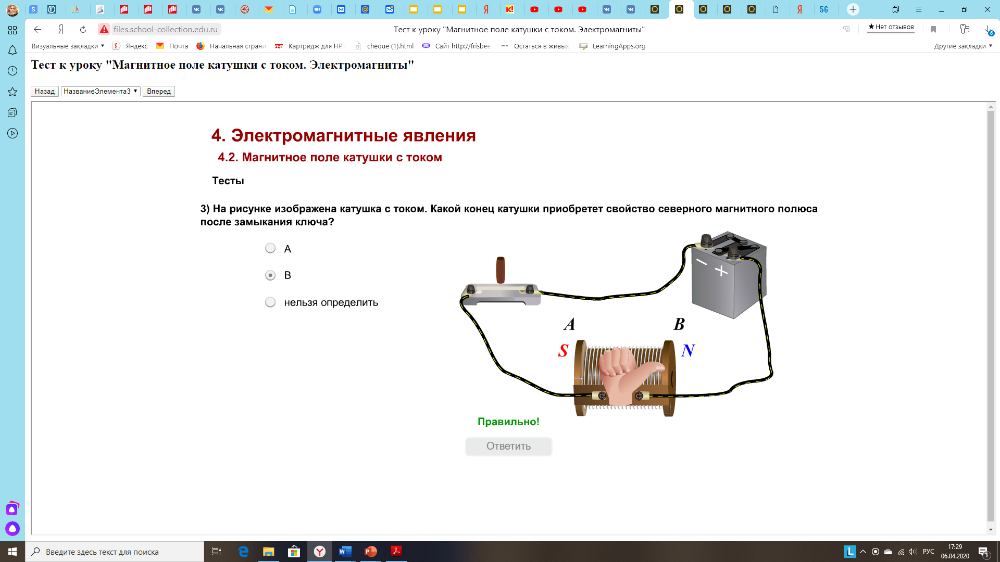 56
files.school-collection.edu.ru
Тест к уроку "Магнитное поле катушки с током. Электромагниты"
★Нет отзывов
Визуальные закладки
Яндекс
Почта
Начальная страни
Картридж для HP
cheque (1).html
Сайт http://frisbee
Остаться в живых
LearningApps.org
Другие закладки
Тест к уроку "Магнитное поле катушки с током. Электромагниты"
Назад НазваниеЭлемента3 Вперед
4. Электромагнитные явления
4.2. Магнитное поле катушки с током
Тесты
3) На рисунке изображена катушка с током. Какой конец катушки приобретет свойство северного магнитного полюса
после замыкания ключа?
А
В
нельзя определить
− +
A B
S N
Правильно!
Ответить
Введите здесь текст для поиска
РУС
17:29
06.04.2020